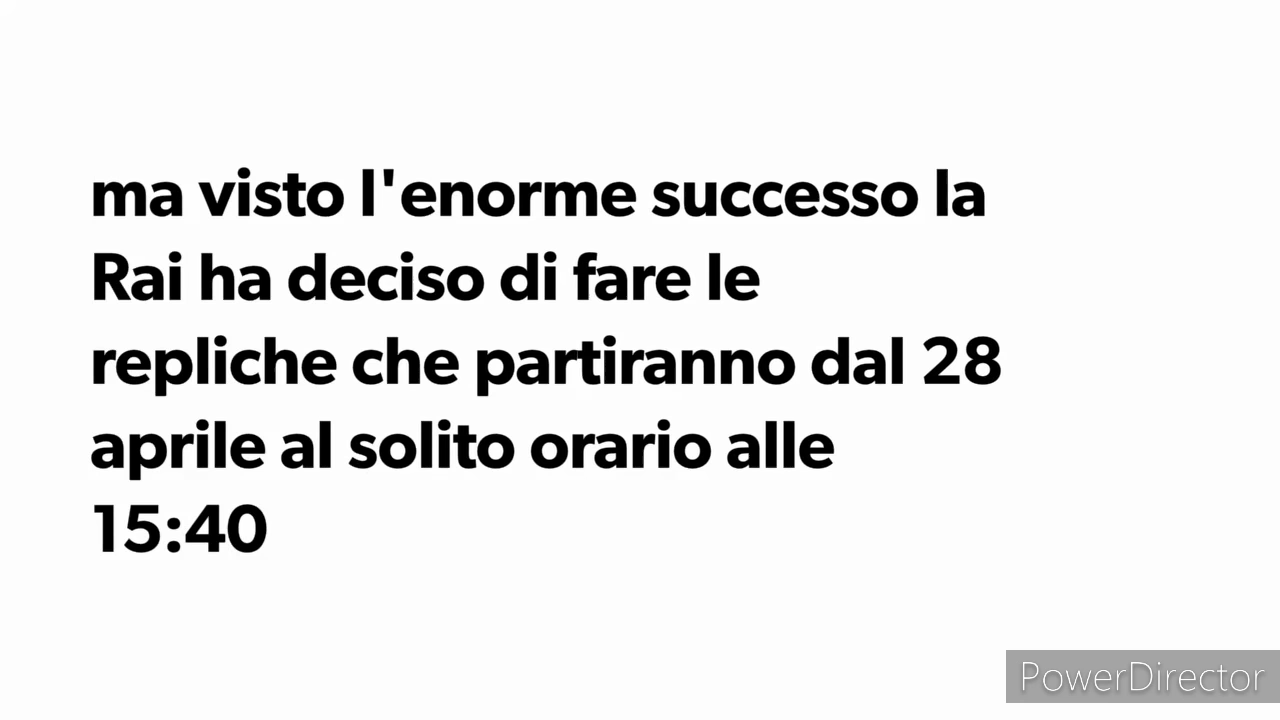 ma visto l'enorme successo la
Rai ha deciso di fare le
repliche che partiranno dal 28
aprile al solito orario alle
15:40
PowerDirector